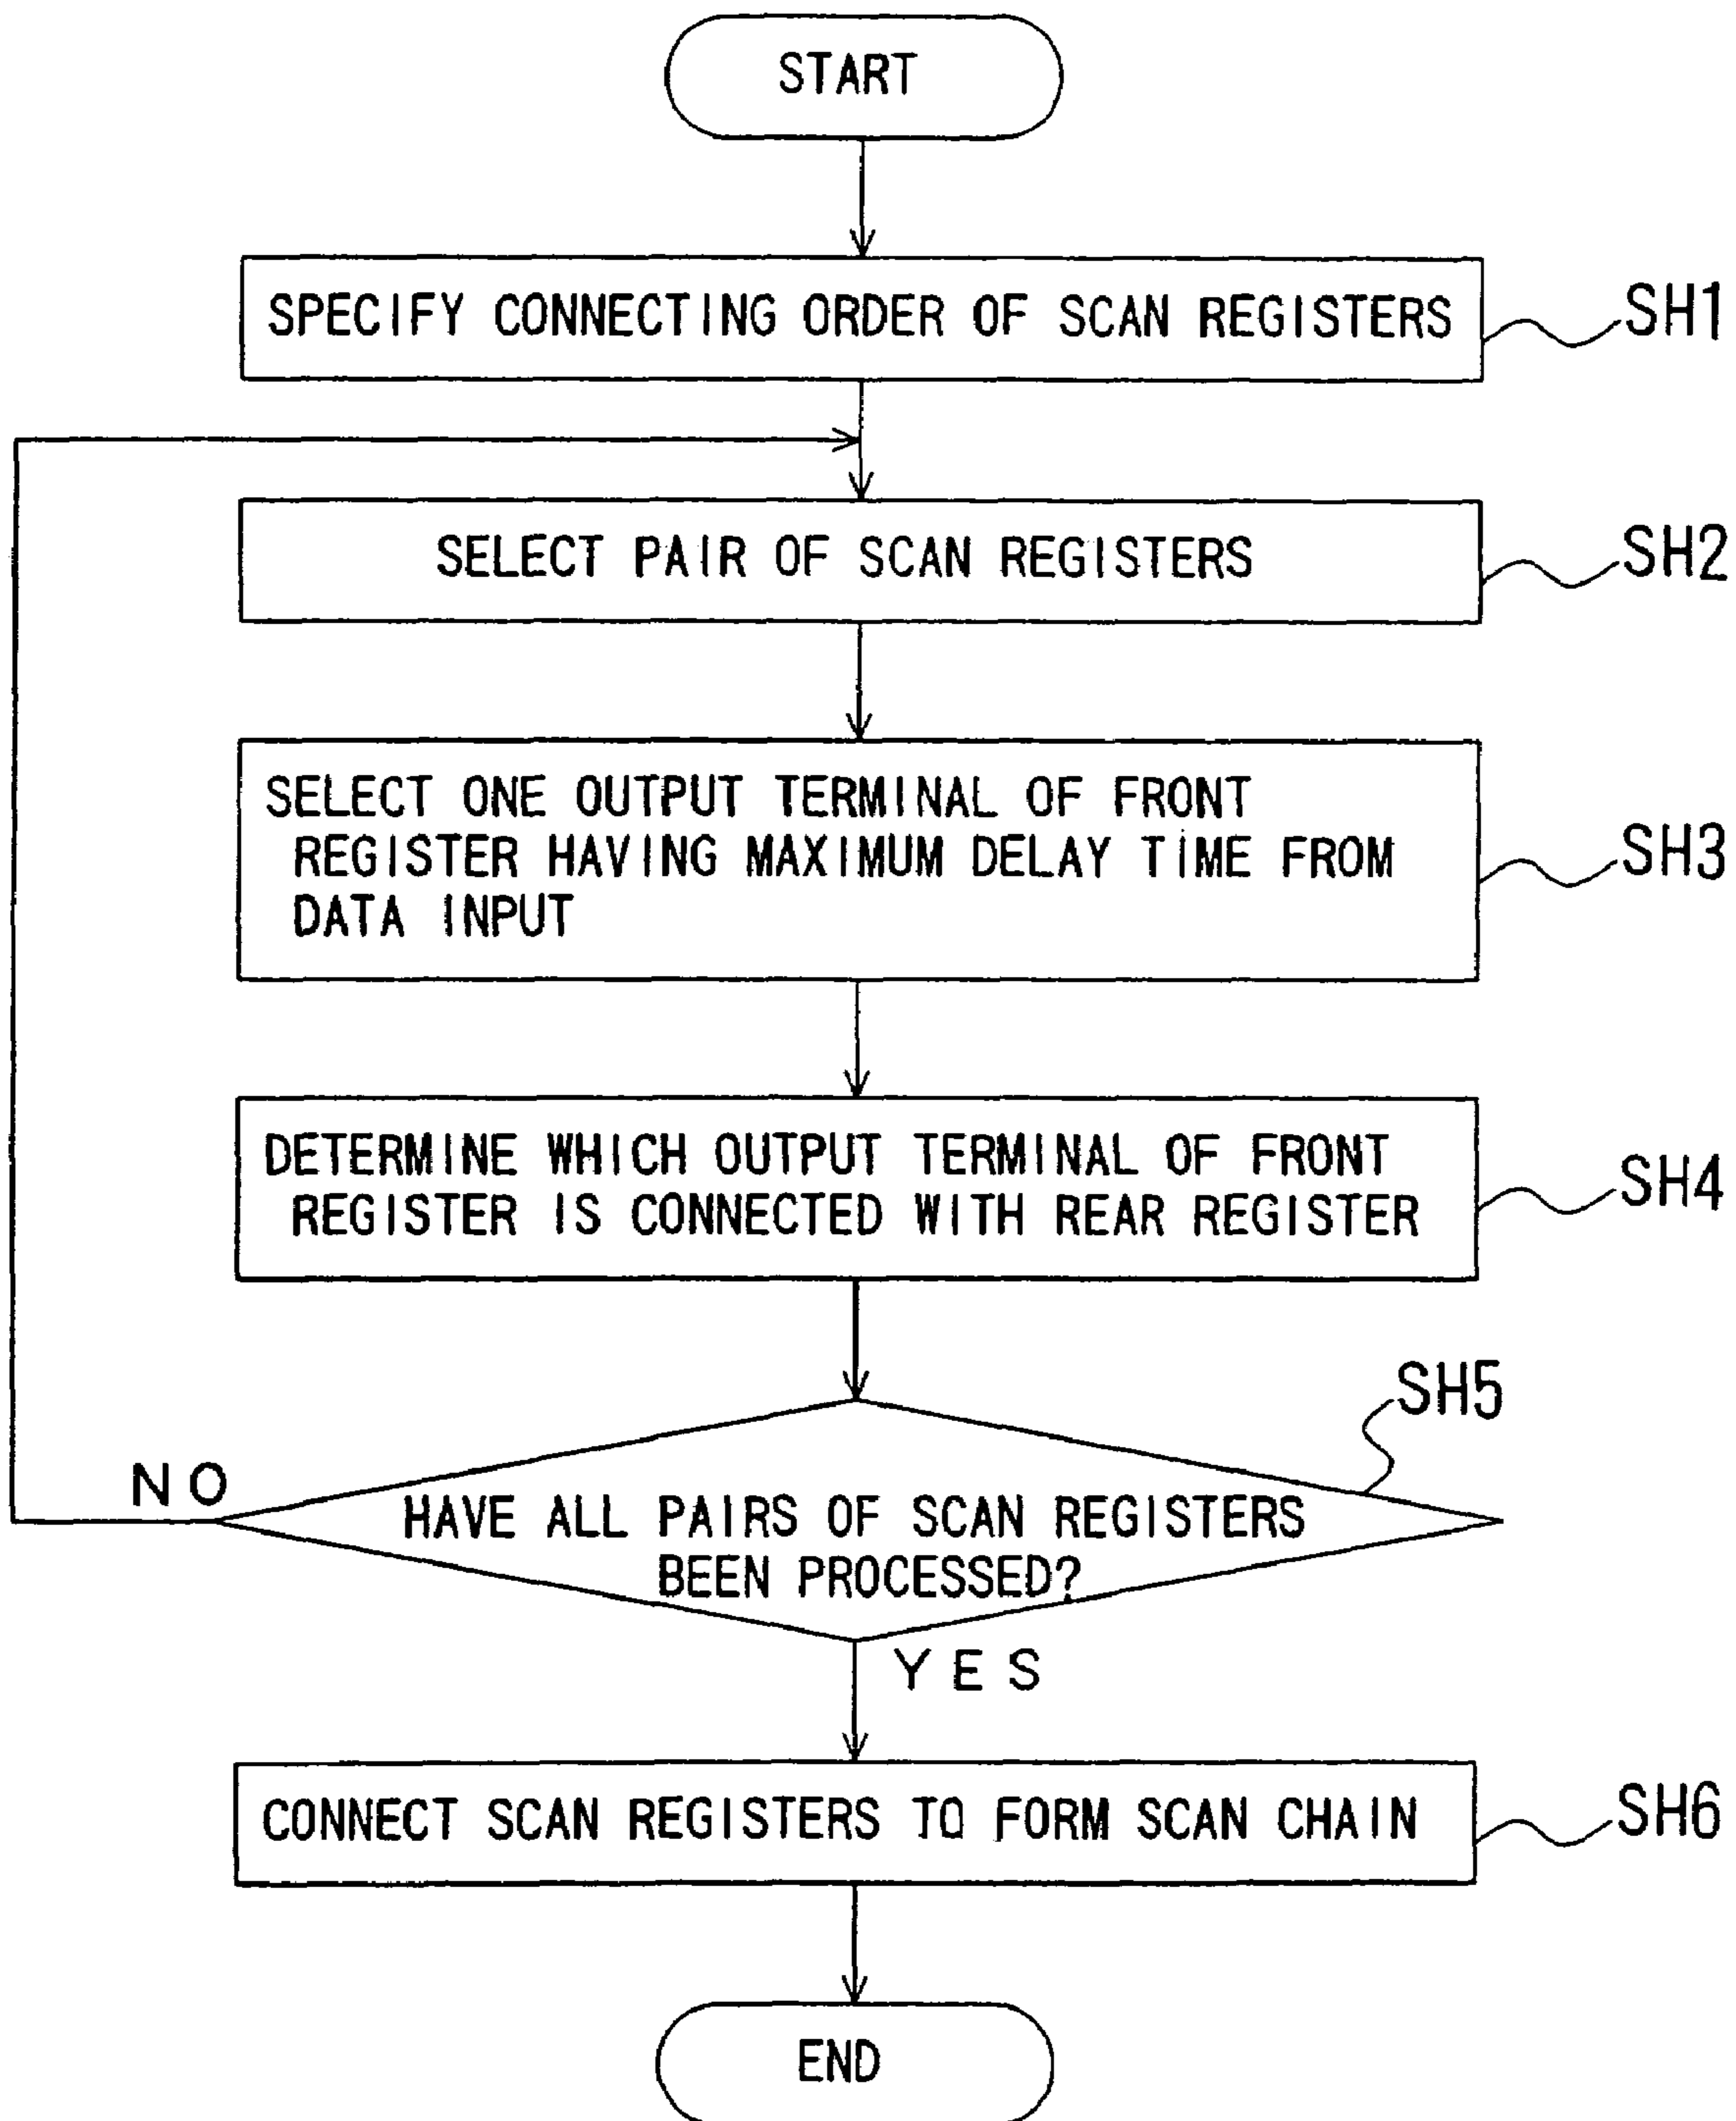 START
SPECIFY CONNECTING ORDER OF SCAN REGISTERS
SH1
SELECT PAIR OF SCAN REGISTERS
SH2
SELECT ONE OUTPUT TERMINAL OF FRONT
REGISTER HAVING MAXIMUM DELAY TIME FROM
DATA INPUT
SH3
DETERMINE WHICH OUTPUT TERMINAL OF FRONT
REGISTER IS CONNECTED WITH REAR REGISTER
SH4
SH5
NO
HAVE ALL PAIRS OF SCAN REGISTERS
BEEN PROCESSED?
YES
CONNECT SCAN REGISTERS TO FORM SCAN CHAIN
SH6
END